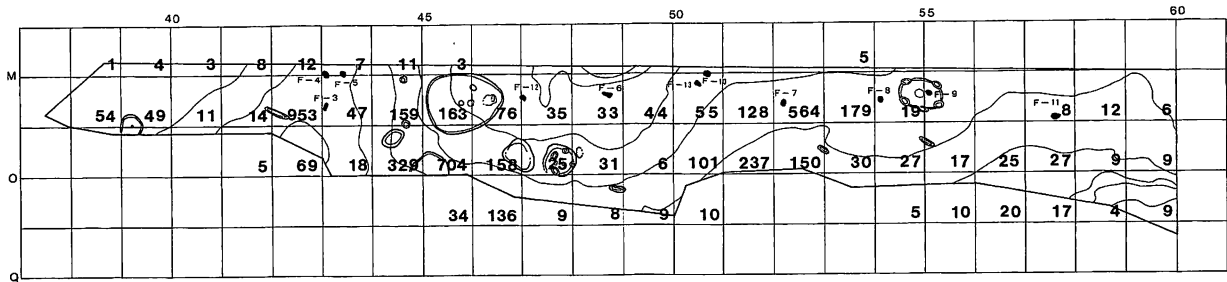 40 45 50 55 60
1 4 3 8 12 7 11 3 5
M
F-4 F-5 F-10
F-3 F-12 F-6 F-13 F-7 F-8 F-9 F-11
54 49 11 14 953 47 159 163 76 35 33 44 55 128 564 179 19 8 12 6
5 69 18 329 704 158 25 31 6 101 237 150 30 27 17 25 27 9 9
O
34 136 9 8 9 10 5 10 20 17 4 9
Q